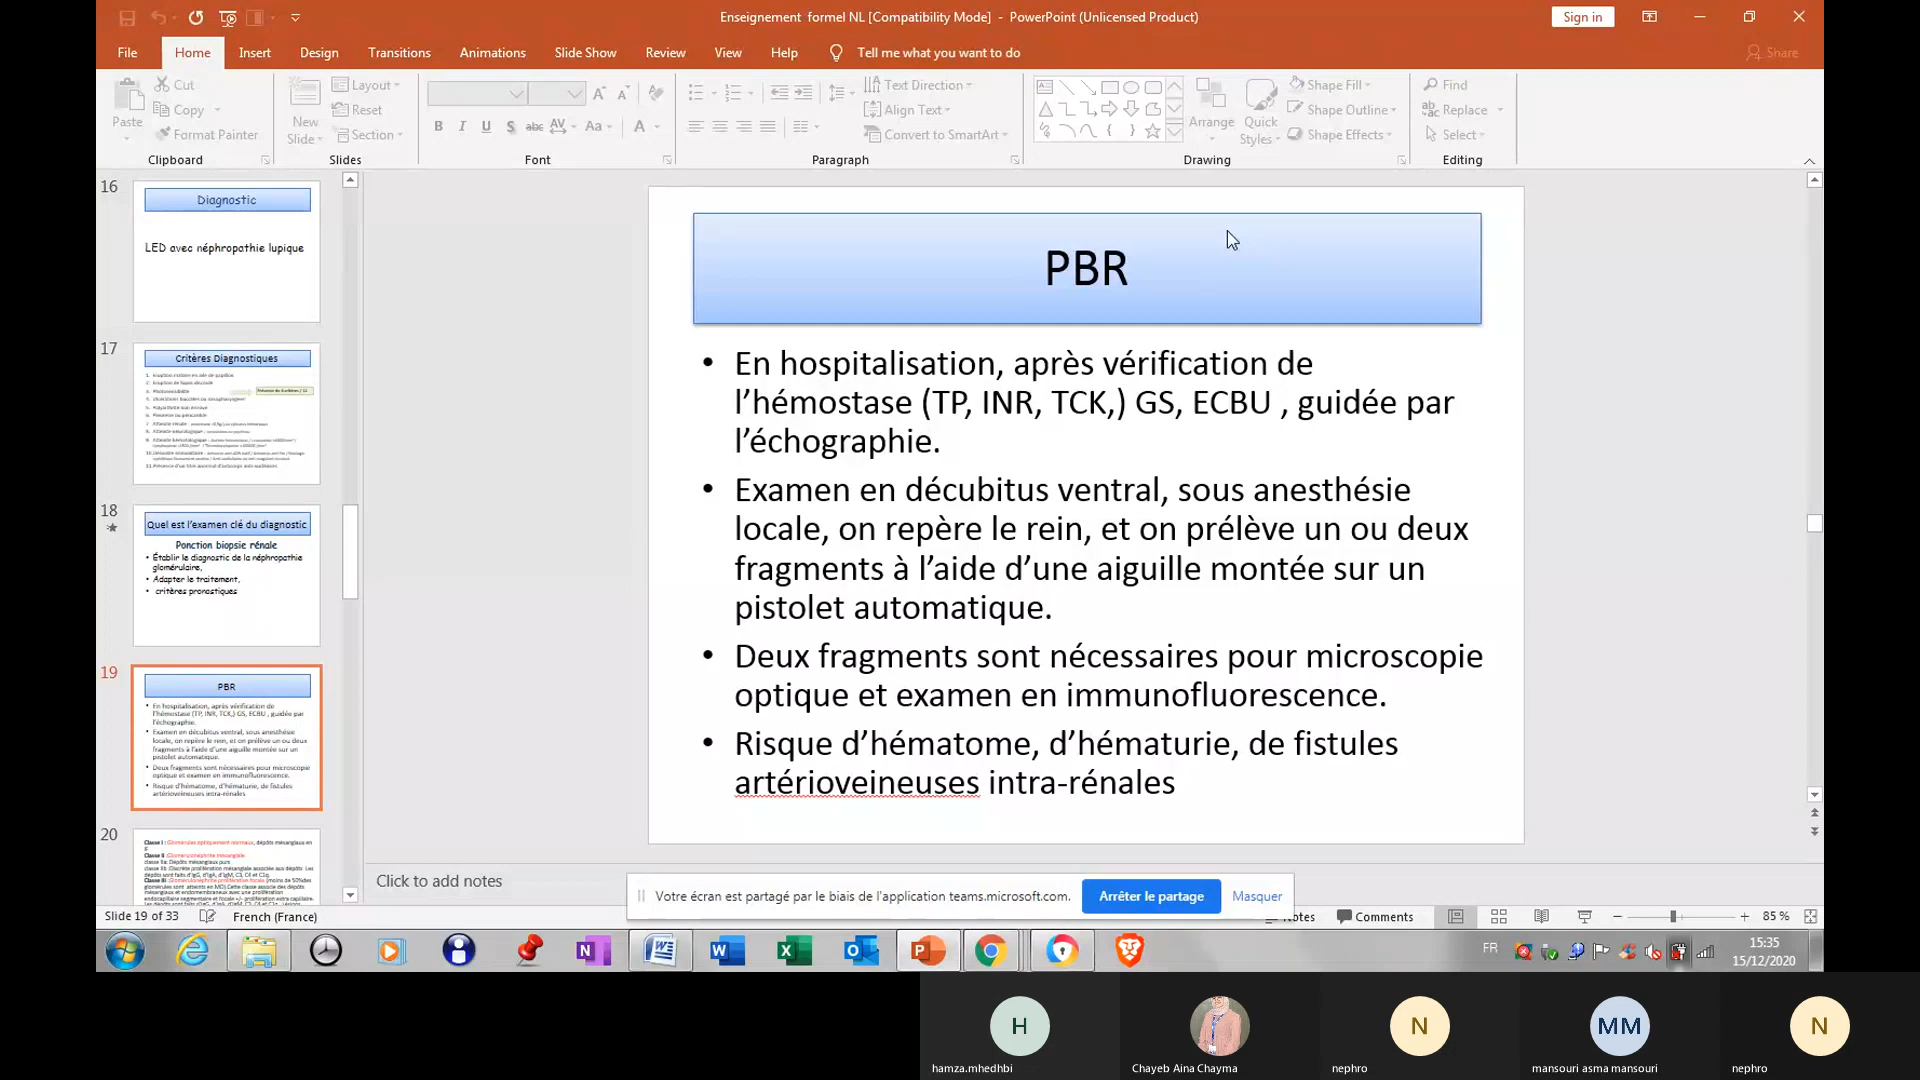 Enseignement formel NL [Compatibility Mode] - PowerPoint (Unlicensed Product)
Sign in
File Home Insert Design Transitions Animations Slide Show Review View Help Tell me what you want to do Share
Paste
Cut
Copy
Format Painter
Clipboard
New
Slide
Layout
Reset
Section
Slides
B I U S abc AV Aa A
Font
Text Direction
Align Text
Convert to SmartArt
Paragraph
Arrange
Quick
Styles
Shape Fill
Shape Outline
Shape Effects
Drawing
Find
Replace
Select
Editing
16
Diagnostic
LED avec néphropathie lupique
17
Critères Diagnostiques
18
Quel est l'examen clé du diagnostic
Ponction biopsie rénale
• Établir le diagnostic de la néphropathie
glomérulaire,
• Adapter le traitement,
• critères pronostiques
19
PBR
• En hospitalisation, après vérification de
l'hémostase (TP, INR, TCK,) GS, ECBU , guidée par
l'échographie.
• Examen en décubitus ventral, sous anesthésie
locale, on repère le rein, et on prélève un ou deux
fragments à l'aide d'une aiguille montée sur un
pistolet automatique.
• Deux fragments sont nécessaires pour microscopie
optique et examen en immunofluorescence.
• Risque d'hématome, d'hématurie, de fistules
artérioveineuses intra-rénales
20
PBR
• En hospitalisation, après vérification de
l'hémostase (TP, INR, TCK,) GS, ECBU , guidée par
l'échographie.
• Examen en décubitus ventral, sous anesthésie
locale, on repère le rein, et on prélève un ou deux
fragments à l'aide d'une aiguille montée sur un
pistolet automatique.
• Deux fragments sont nécessaires pour microscopie
optique et examen en immunofluorescence.
• Risque d'hématome, d'hématurie, de fistules
artérioveineuses intra-rénales
Click to add notes
Votre écran est partagé par le biais de l'application teams.microsoft.com. Arrêter le partage Masquer
Slide 19 of 33 French (France) Notes Comments 85 %
FR
15:35
15/12/2020
H
hamza.mhedhbi
Chayeb Aina Chayma
N
nephro
MM
mansouri asma mansouri
N
nephro